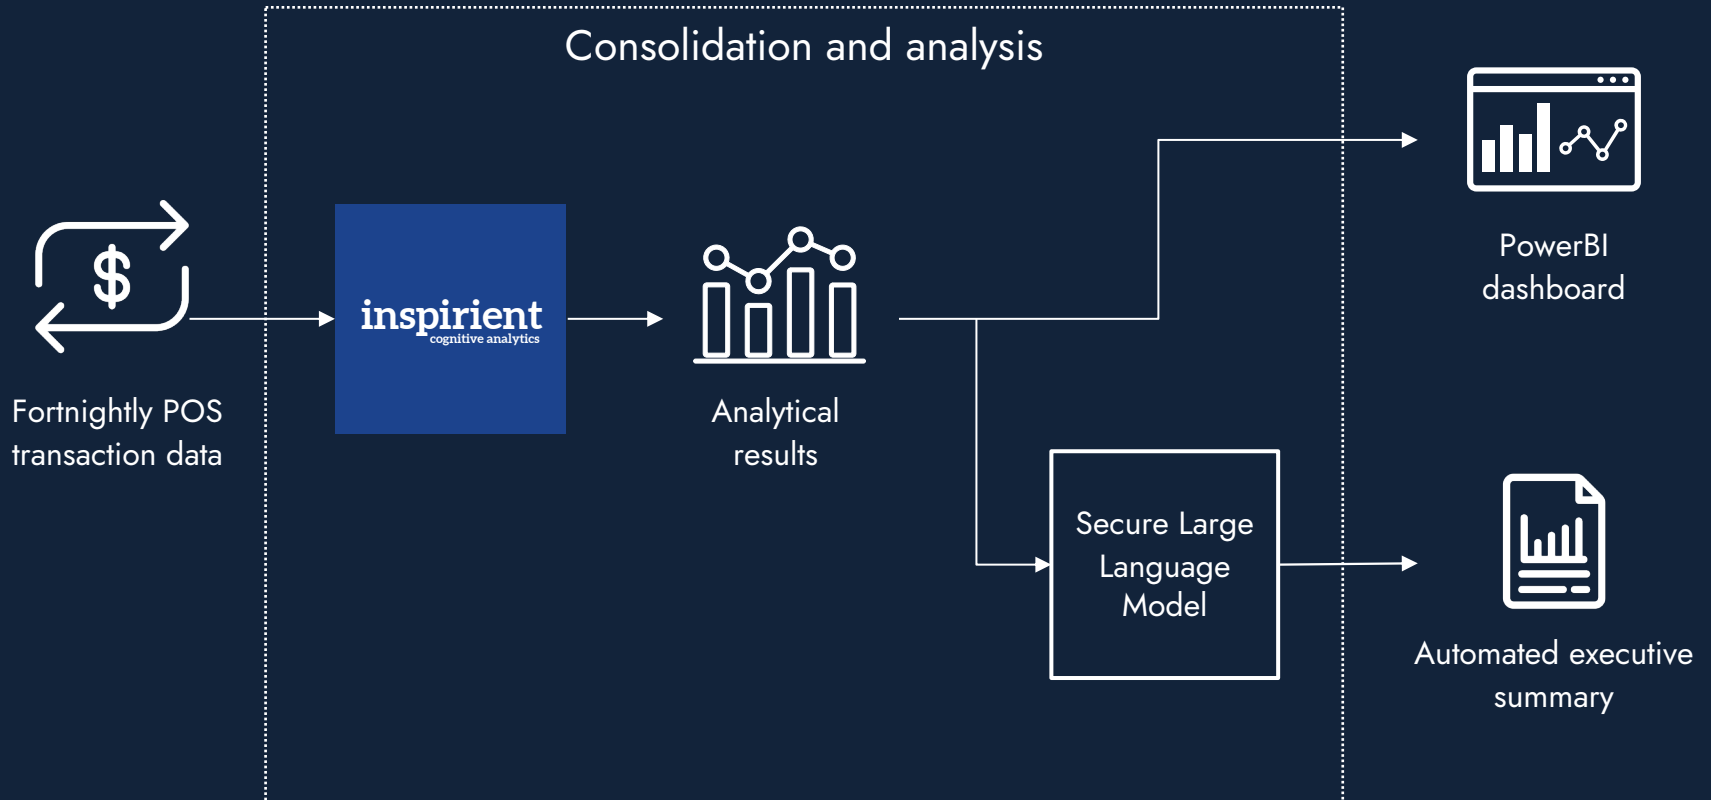 Consolidation and analysis
Fortnightly POS
transaction data
inspirient
cognitive analytics
Analytical
results
Secure Large
Language
Model
PowerBI
dashboard
Automated executive
summary